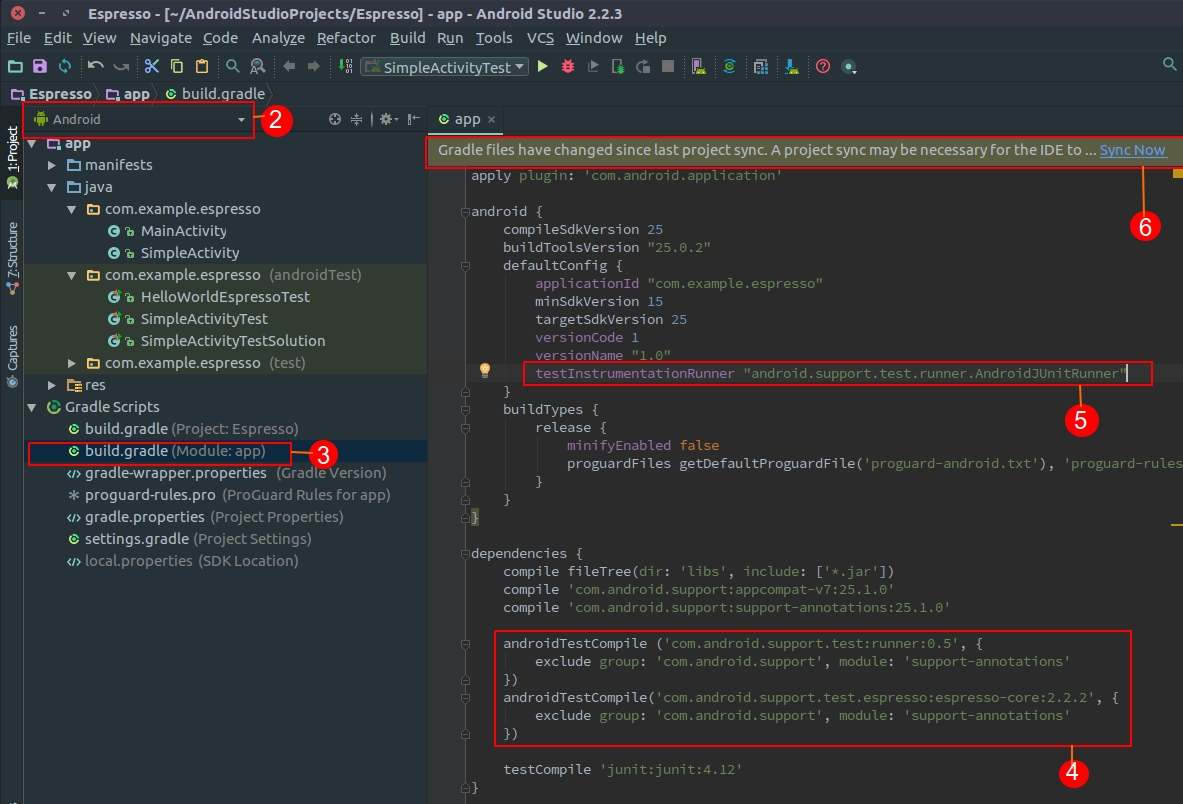 Espresso - [~/AndroidStudioProjects/Espresso] - app - Android Studio 2.2.3
File Edit View Navigate Code Analyze Refactor Build Run Tools VCS Window Help
SimpleActivityTest
Espresso app build.gradle
Android
2
1: Project
Z: Structure
Captures
app
manifests
java
com.example.espresso
MainActivity
SimpleActivity
com.example.espresso (androidTest)
HelloWorldEspressoTest
SimpleActivityTest
SimpleActivityTestSolution
com.example.espresso (test)
res
Gradle Scripts
build.gradle (Project: Espresso)
build.gradle (Module: app)
3
gradle-wrapper.properties (Gradle Version)
proguard-rules.pro (ProGuard Rules for app)
gradle.properties (Project Properties)
settings.gradle (Project Settings)
local.properties (SDK Location)
app
Gradle files have changed since last project sync. A project sync may be necessary for the IDE to ... Sync Now
6
apply plugin: 'com.android.application'
android {
compileSdkVersion 25
buildToolsVersion "25.0.2"
defaultConfig {
applicationId "com.example.espresso"
minSdkVersion 15
targetSdkVersion 25
versionCode 1
versionName "1.0"
testInstrumentationRunner "android.support.test.runner.AndroidJUnitRunner"
5
}
buildTypes {
release {
minifyEnabled false
proguardFiles getDefaultProguardFile('proguard-android.txt'), 'proguard-rules
}
}
}
dependencies {
compile fileTree(dir: 'libs', include: ['*.jar'])
compile 'com.android.support:appcompat-v7:25.1.0'
compile 'com.android.support:support-annotations:25.1.0'
androidTestCompile ('com.android.support.test:runner:0.5', {
exclude group: 'com.android.support', module: 'support-annotations'
})
androidTestCompile('com.android.support.test.espresso:espresso-core:2.2.2', {
exclude group: 'com.android.support', module: 'support-annotations'
})
4
testCompile 'junit:junit:4.12'
}